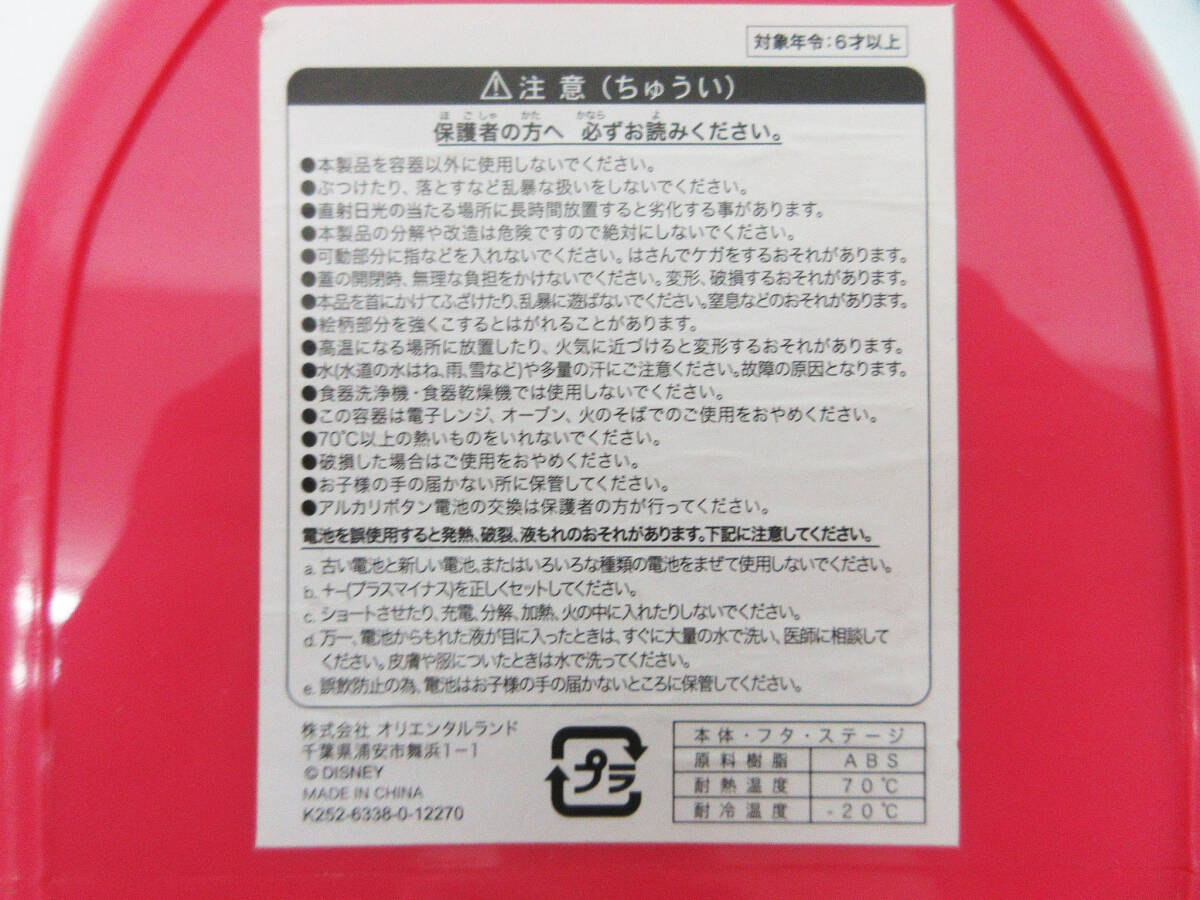 対象年令:6才以上
⚠注意(ちゅうい)
ほごしゃ かた かなら よ
保護者の方へ 必ずお読みください。
●本製品を容器以外に使用しないでください。
●ぶつけたり、落とすなど乱暴な扱いをしないでください。
●直射日光の当たる場所に長時間放置すると劣化する事があります。
●本製品の分解や改造は危険ですので絶対にしないでください。
●可動部分に指などを入れないでください。はさんでケガをするおそれがあります。
●蓋の開閉時、無理な負担をかけないでください。変形、破損するおそれがあります。
●本品を首にかけてふざけたり、乱暴に遊ばないでください。窒息などのおそれがあります。
●絵柄部分を強くこするとはがれることがあります。
●高温になる場所に放置したり、火気に近づけると変形するおそれがあります。
●水(水道の水はね、雨、雪など)や多量の汗にご注意ください。故障の原因となります。
●食器洗浄機・食器乾燥機では使用しないでください。
●この容器は電子レンジ、オーブン、火のそばでのご使用をおやめください。
●70℃以上の熱いものをいれないでください。
●破損した場合はご使用をおやめください。
●お子様の手の届かない所に保管してください。
●アルカリボタン電池の交換は保護者の方が行ってください。
電池を誤使用すると発熱、破裂、液もれのおそれがあります。下記に注意してください。
a. 古い電池と新しい電池、またはいろいろな種類の電池をまぜて使用しないでください。
b. +-(プラスマイナス)を正しくセットしてください。
c. ショートさせたり、充電、分解、加熱、火の中に入れたりしないでください。
d. 万一、電池からもれた液が目に入ったときは、すぐに大量の水で洗い、医師に相談して
ください。皮膚や服についたときは水で洗ってください。
e. 誤飲防止の為、電池はお子様の手の届かないところに保管してください。
株式会社 オリエンタルランド
千葉県浦安市舞浜1-1
© DISNEY
MADE IN CHINA
K252-6338-0-12270
プラ
本体・フタ・ステージ
原料樹脂 ABS
耐熱温度 70℃
耐冷温度 -20℃